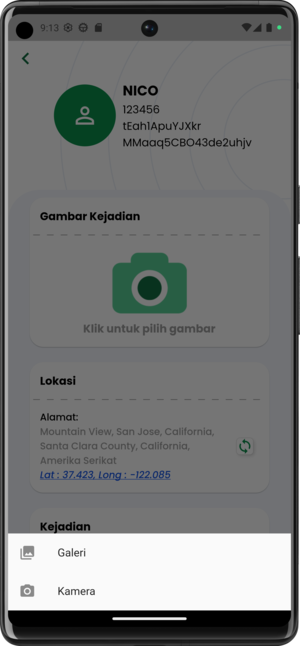 9:13
NICO
123456
tEah1ApuYJXkr
MMaaq5CBO43de2uhjv
Gambar Kejadian
Klik untuk pilih gambar
Lokasi
Alamat:
Mountain View, San Jose, California,
Santa Clara County, California,
Amerika Serikat
Lat : 37.423, Long : -122.085
Kejadian
Galeri
Kamera